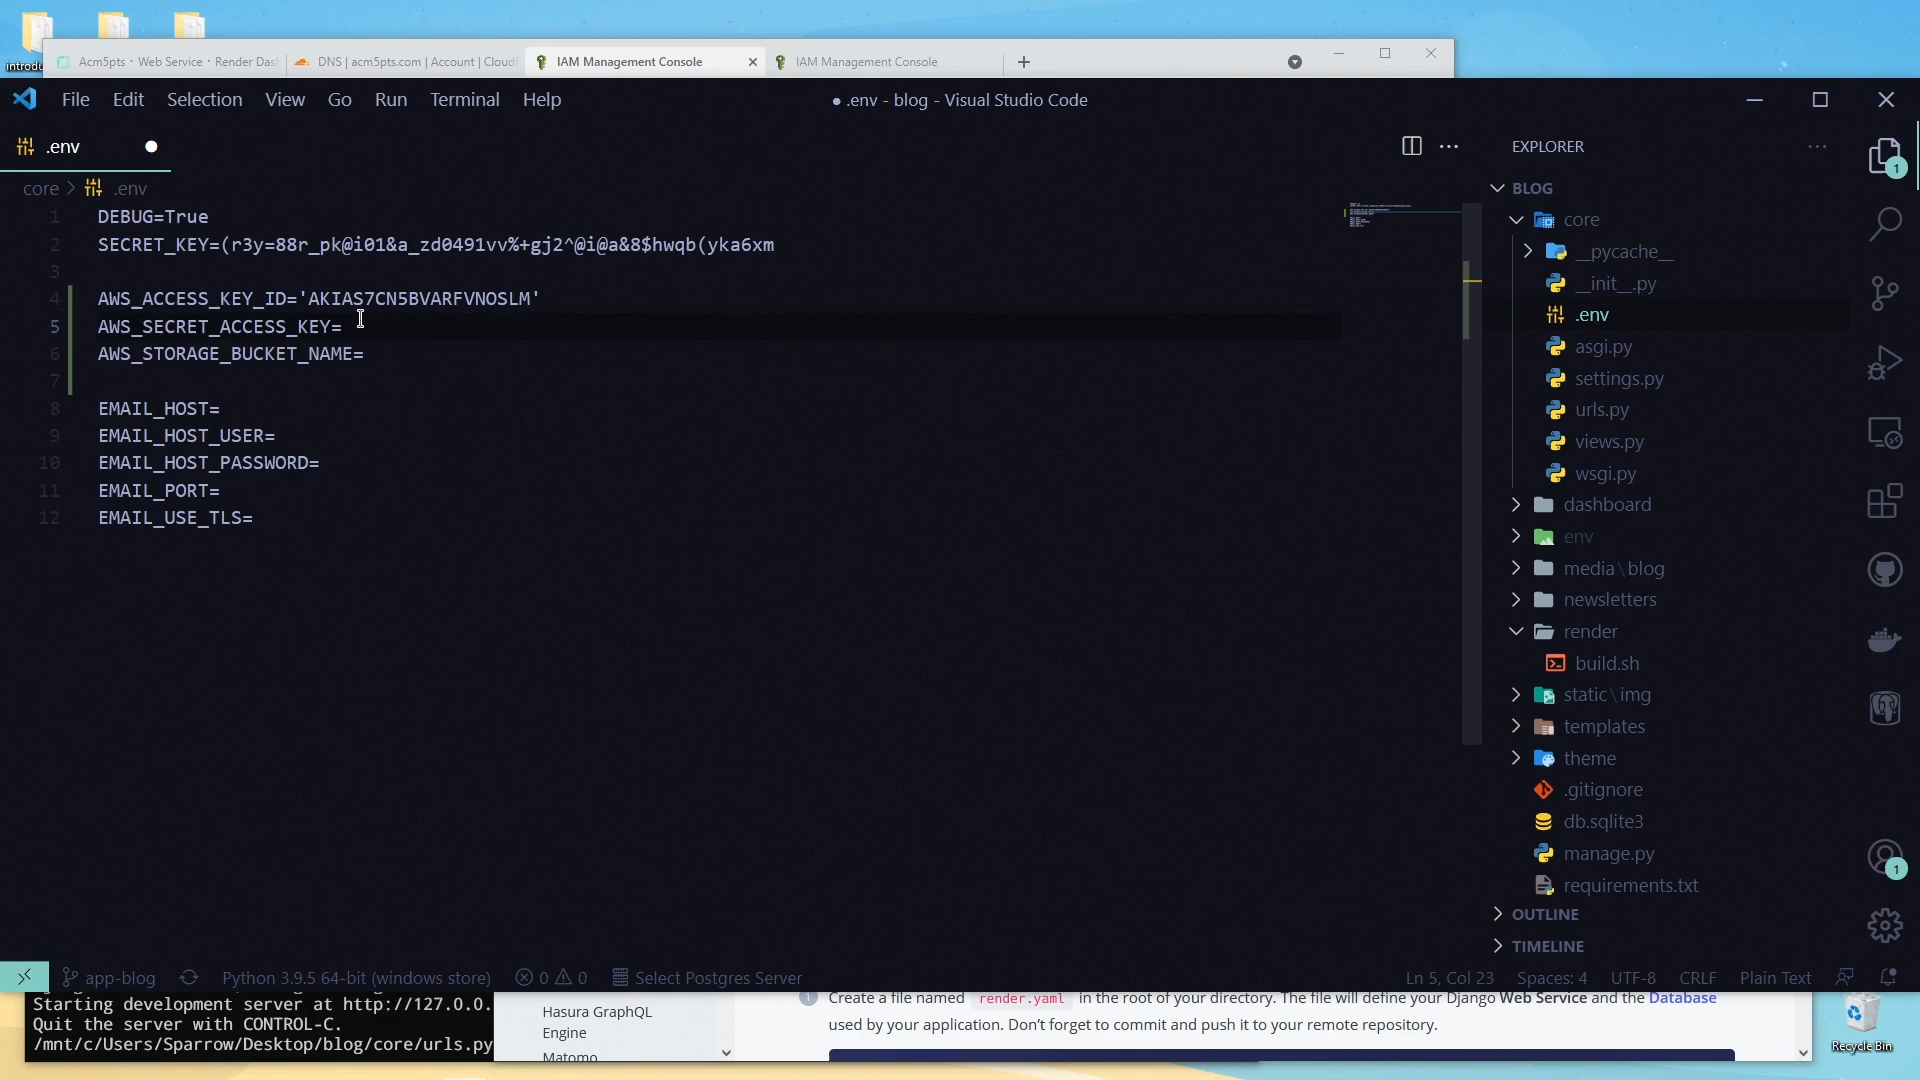 introdu
Acm5pts · Web Service · Render Das
DNS | acm5pts.com | Account | Cloudf
IAM Management Console
IAM Management Console
File Edit Selection View Go Run Terminal Help
● .env - blog - Visual Studio Code
.env
EXPLORER
core > .env
BLOG
1 DEBUG=True
2 SECRET_KEY=(r3y=88r_pk@i01&a_zd0491vv%+gj2^@i@a&8$hwqb(yka6xm
3
4 AWS_ACCESS_KEY_ID='AKIAS7CN5BVARFVNOSLM'
5 AWS_SECRET_ACCESS_KEY=
6 AWS_STORAGE_BUCKET_NAME=
7
8 EMAIL_HOST=
9 EMAIL_HOST_USER=
10 EMAIL_HOST_PASSWORD=
11 EMAIL_PORT=
12 EMAIL_USE_TLS=
core
__pycache__
__init__.py
.env
asgi.py
settings.py
urls.py
views.py
wsgi.py
dashboard
env
media\blog
newsletters
render
build.sh
static\img
templates
theme
.gitignore
db.sqlite3
manage.py
requirements.txt
OUTLINE
TIMELINE
1
1
app-blog
Python 3.9.5 64-bit (windows store)
0 0
Select Postgres Server
Ln 5, Col 23
Spaces: 4
UTF-8
CRLF
Plain Text
Starting development server at http://127.0.0.
Quit the server with CONTROL-C.
/mnt/c/Users/Sparrow/Desktop/blog/core/urls.py
Hasura GraphQL
Engine
Matomo
1 Create a file named render.yaml in the root of your directory. The file will define your Django Web Service and the Database
used by your application. Don't forget to commit and push it to your remote repository.
Recycle Bin